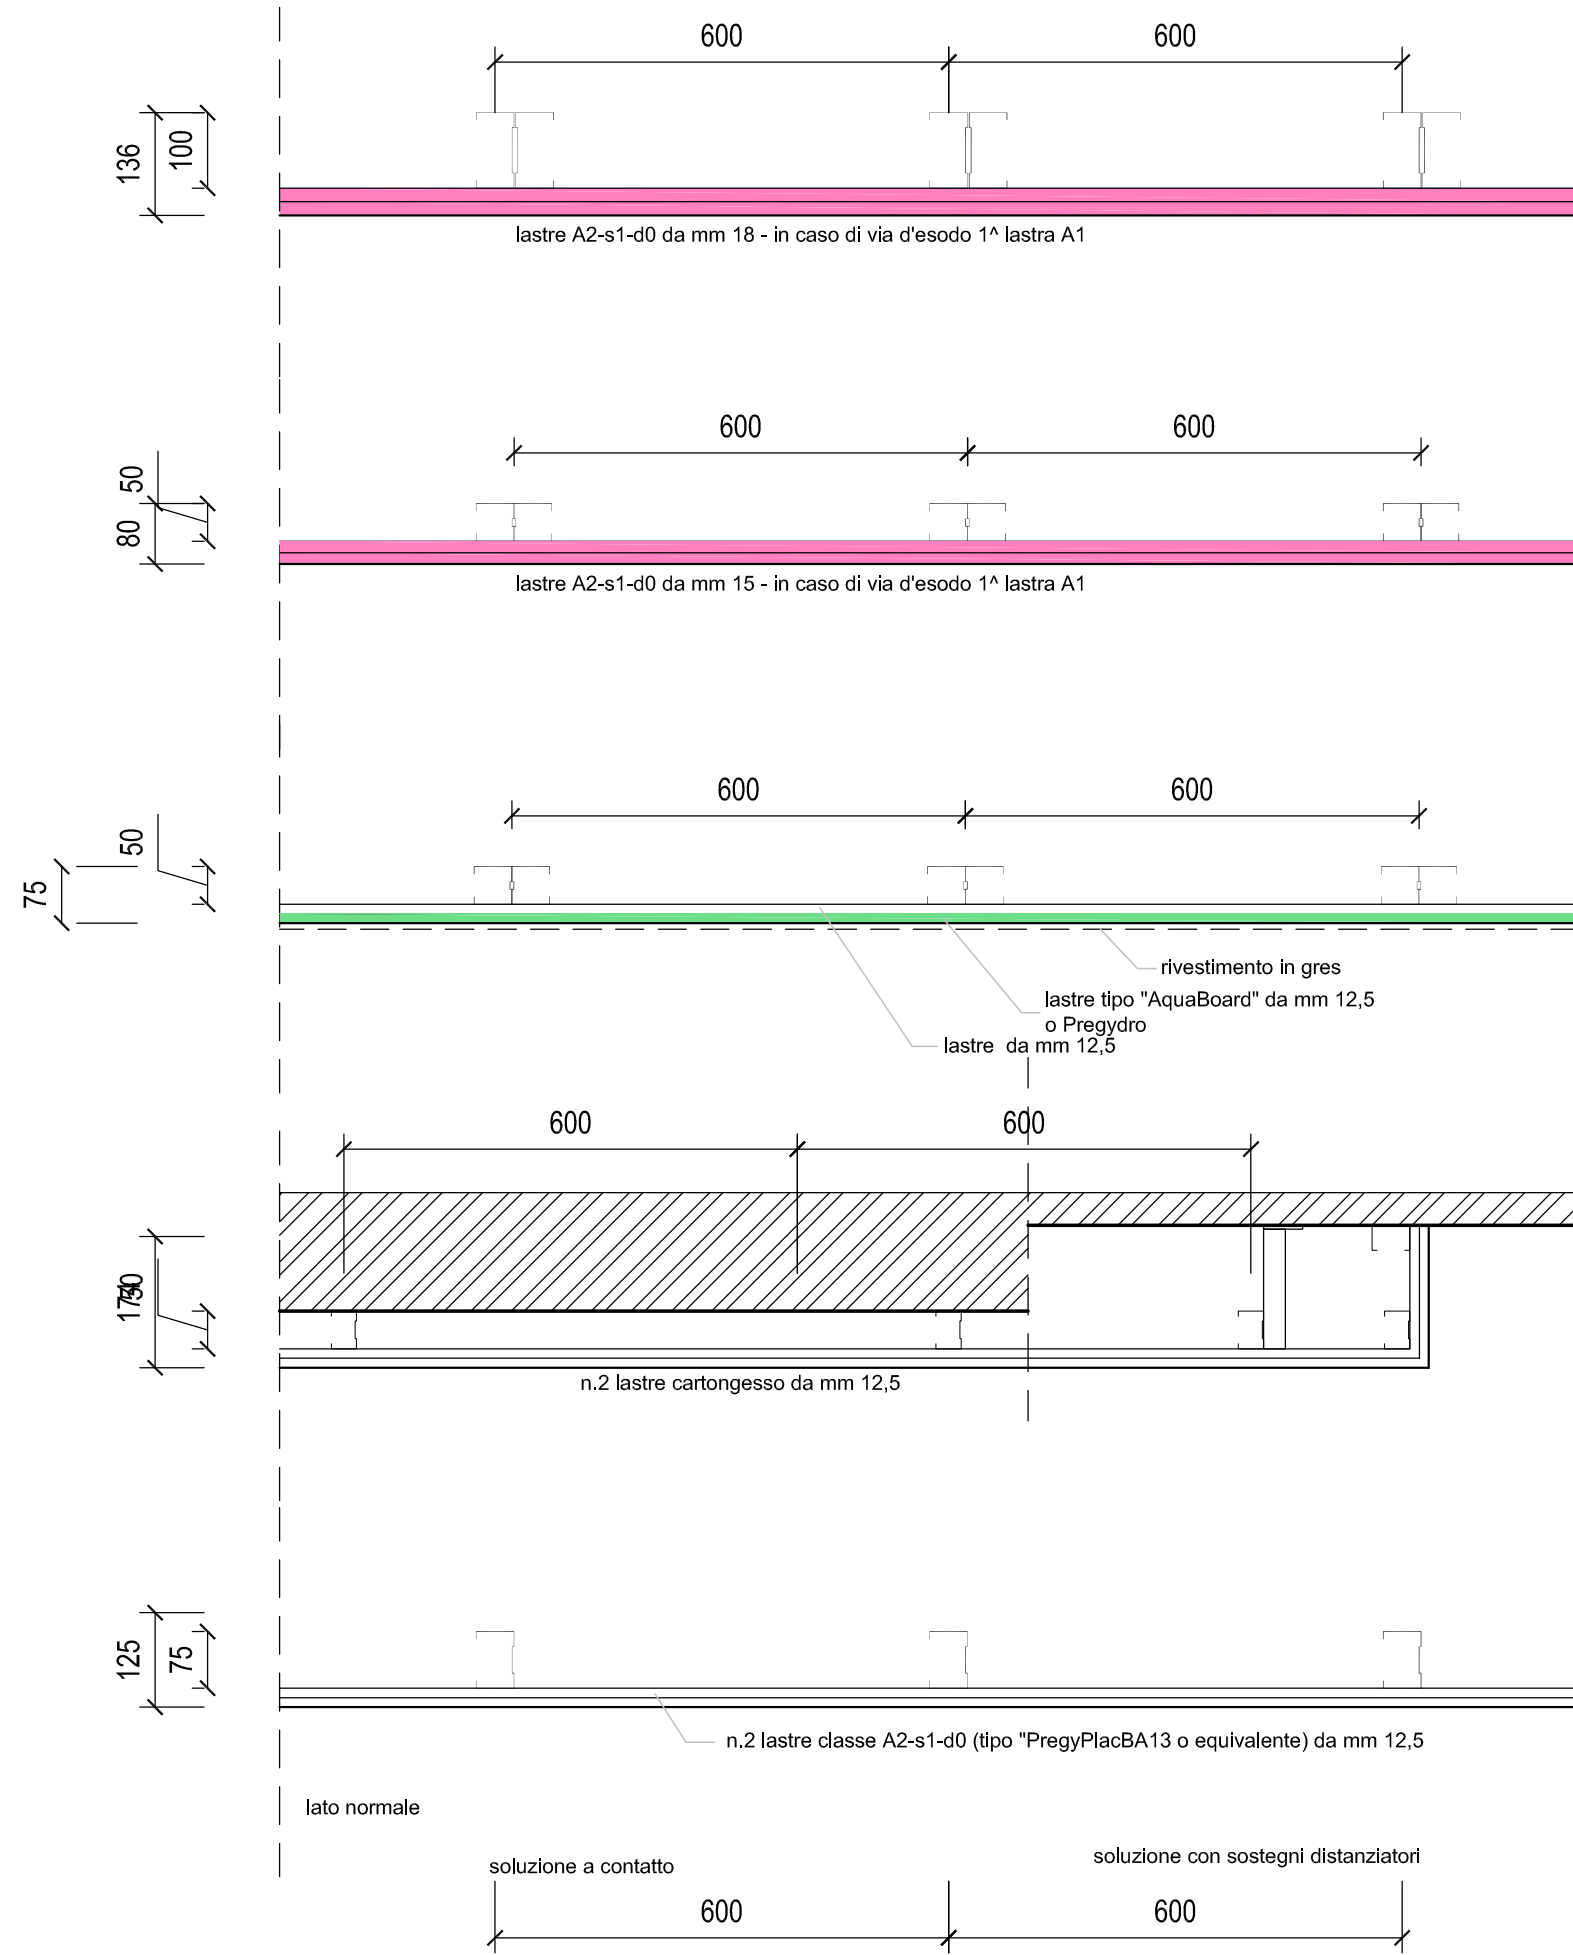 600 600
136 100
lastre A2-s1-d0 da mm 18 - in caso di via d'esodo 1^ lastra A1
600 600
50
80
lastre A2-s1-d0 da mm 15 - in caso di via d'esodo 1^ lastra A1
600 600
50
75
rivestimento in gres
lastre tipo "AquaBoard" da mm 12,5
o Pregydro
lastre da mm 12,5
600 600
n.2 lastre cartongesso da mm 12,5
125 75
n.2 lastre classe A2-s1-d0 (tipo "PregyPlacBA13 o equivalente) da mm 12,5
lato normale
soluzione con sostegni distanziatori
soluzione a contatto
600 600